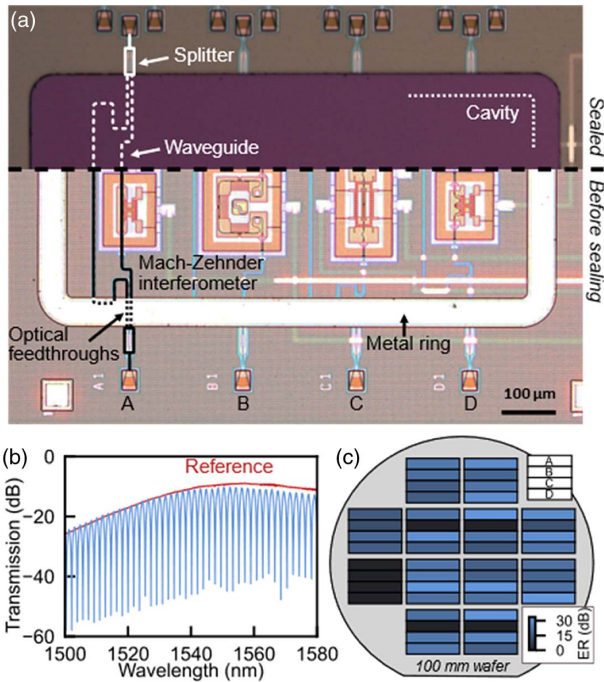 (a)
Splitter
Cavity
Waveguide
Sealed
Before sealing
Mach-Zehnder
interferometer
Optical
feedthroughs
Metal ring
A1
B1
C1
D1
A
B
C
D
100 µm
(b)
0
−20
−40
−60
Transmission (dB)
Reference
1500
1520
1540
1560
1580
Wavelength (nm)
(c)
A
B
C
D
30
15
0
ER (dB)
100 mm wafer